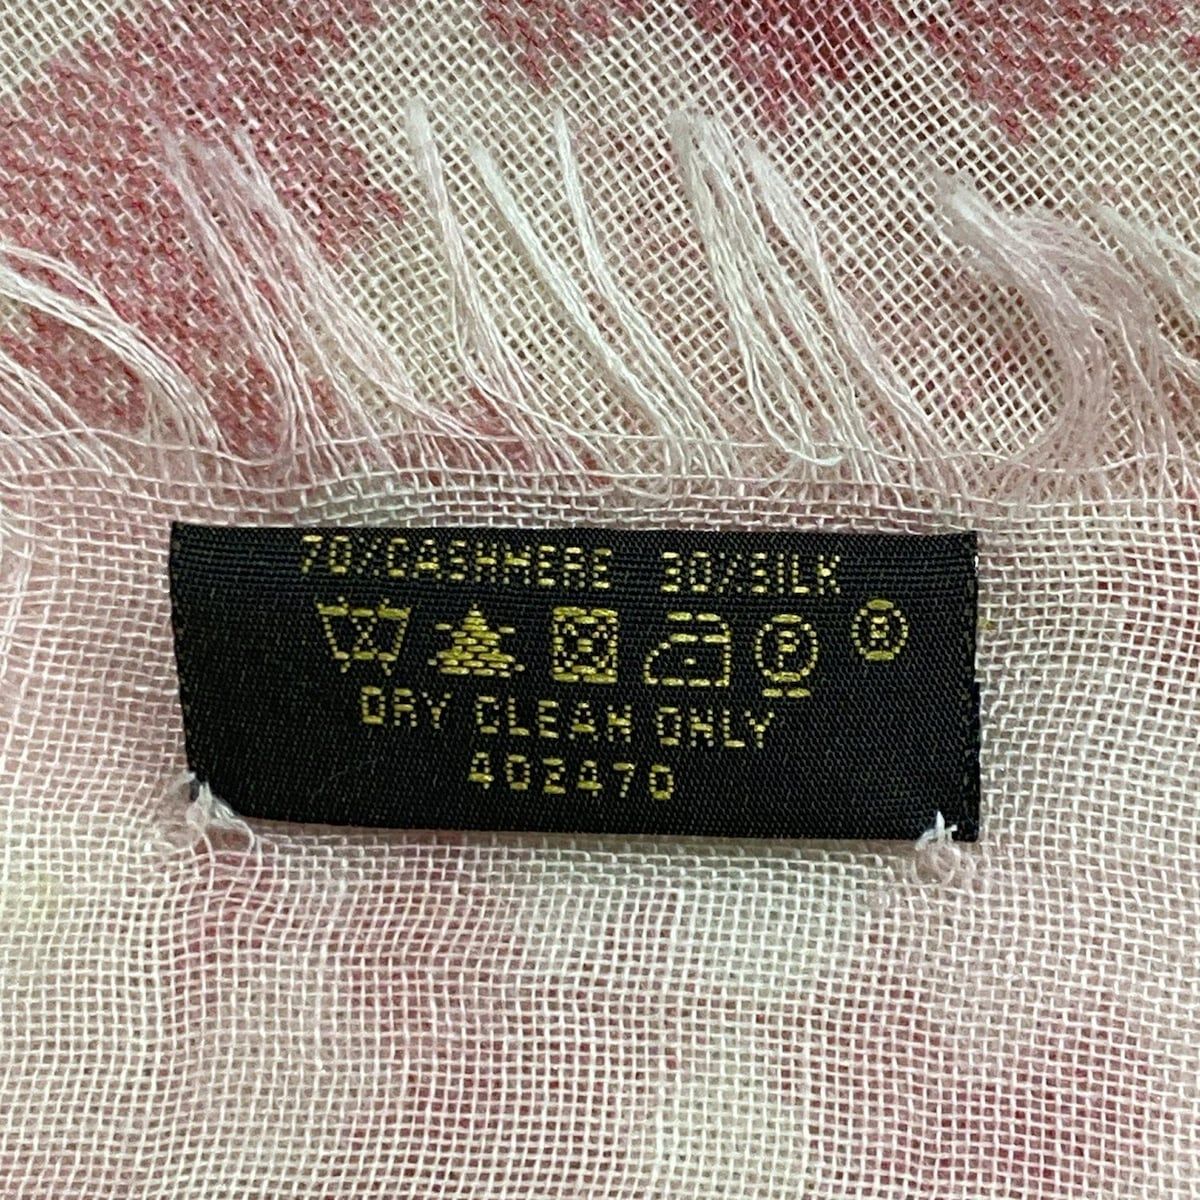 70%CASHMERE 30%SILK
P ®
DRY CLEAN ONLY
402470